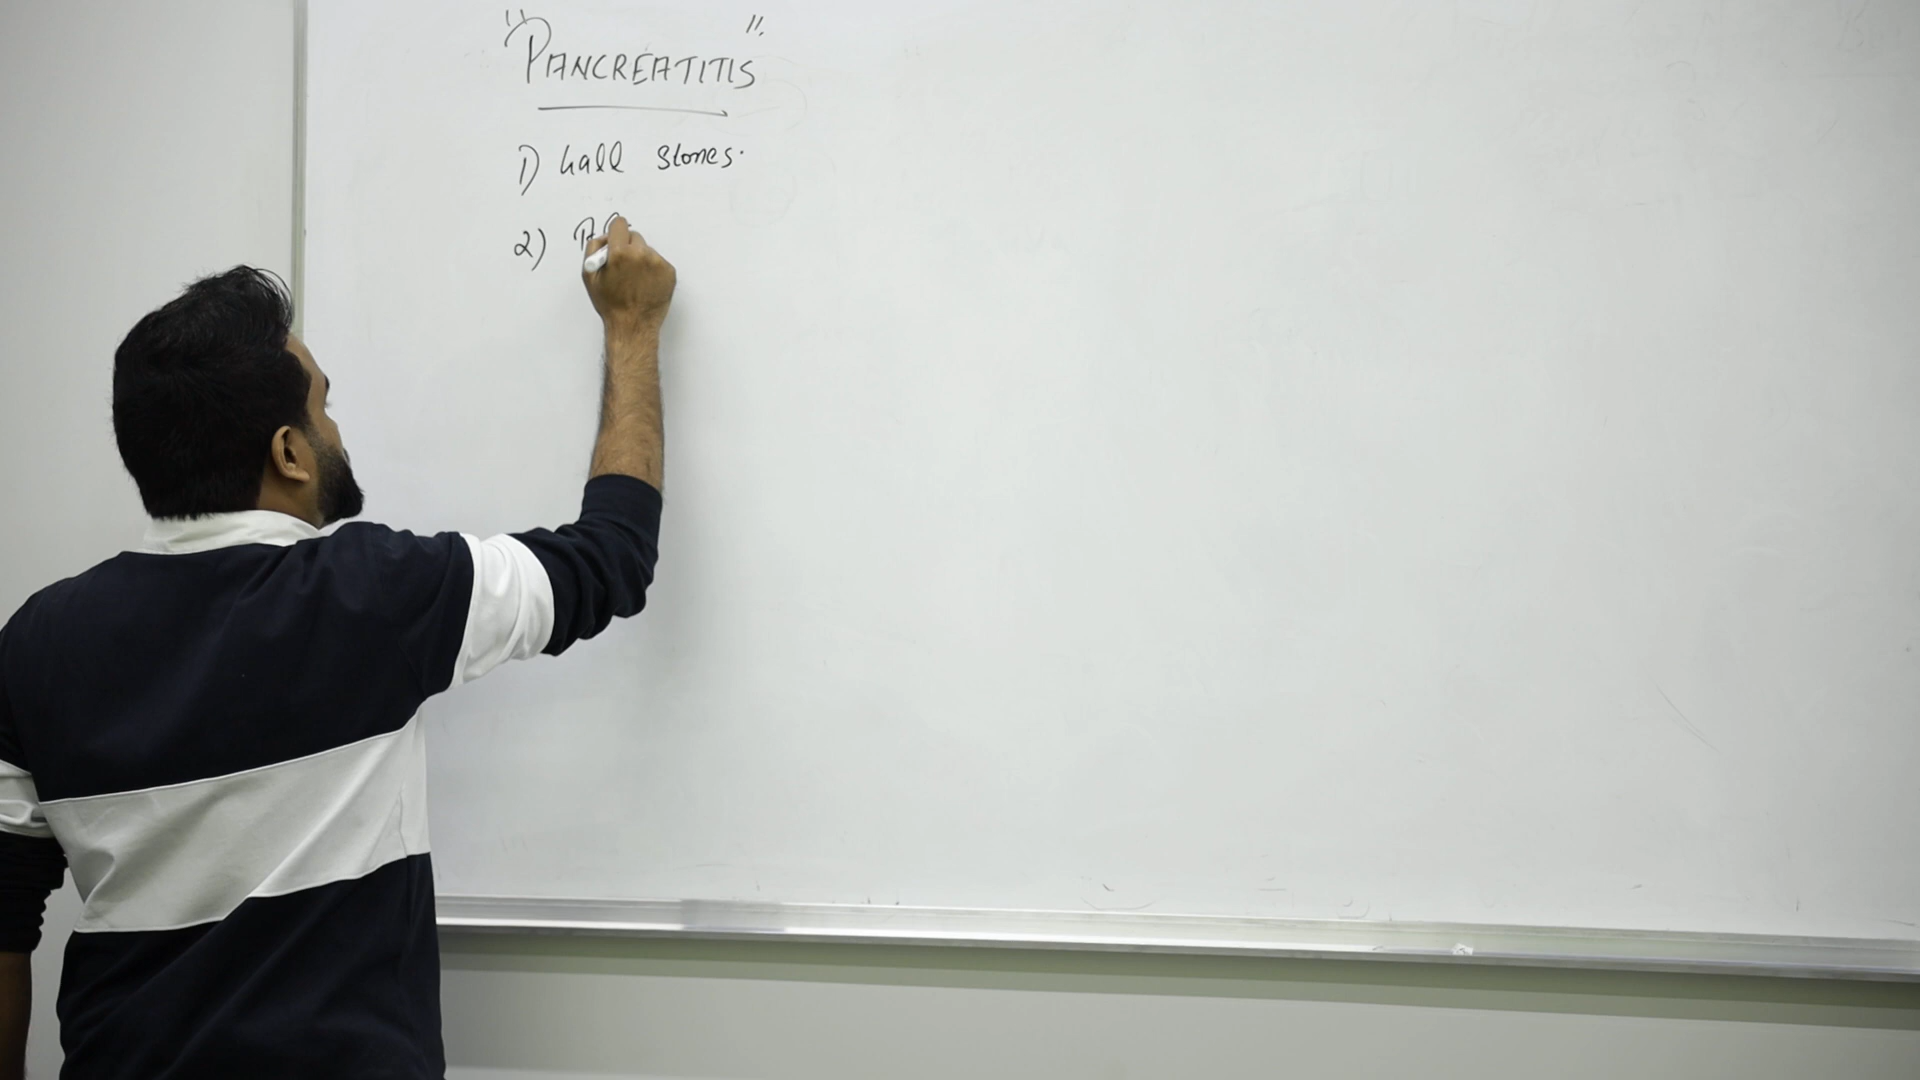 "PANCREATITIS".
1) Gall stones.
2)